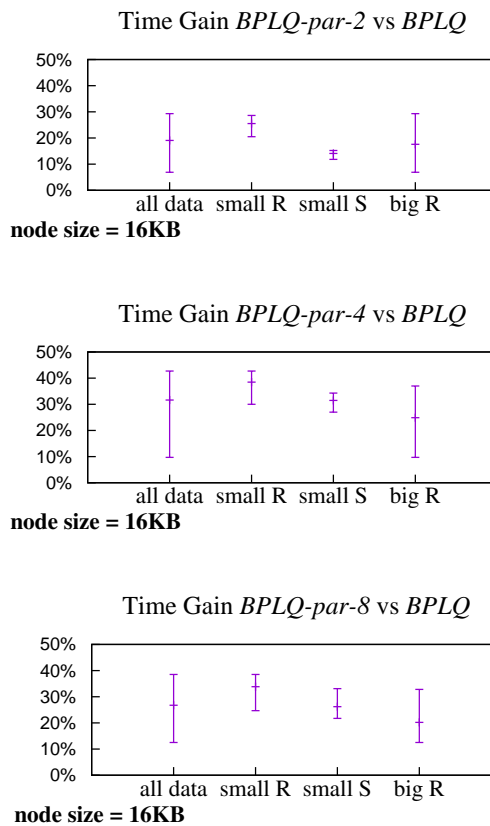 Time Gain BPLQ-par-2 vs BPLQ
50%
40%
30%
20%
10%
0%
all data small R small S big R
node size = 16KB
Time Gain BPLQ-par-4 vs BPLQ
50%
40%
30%
20%
10%
0%
all data small R small S big R
node size = 16KB
Time Gain BPLQ-par-8 vs BPLQ
50%
40%
30%
20%
10%
0%
all data small R small S big R
node size = 16KB